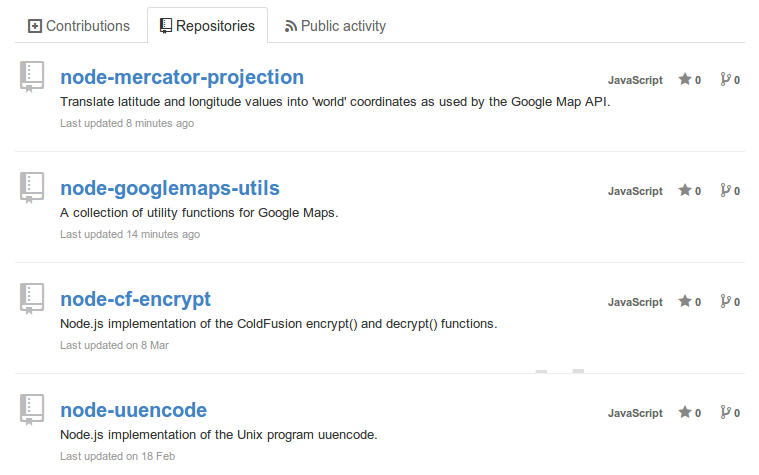 Contributions Repositories Public activity
node-mercator-projection JavaScript 0 0
Translate latitude and longitude values into 'world' coordinates as used by the Google Map API.
Last updated 8 minutes ago
node-googlemaps-utils JavaScript 0 0
A collection of utility functions for Google Maps.
Last updated 14 minutes ago
node-cf-encrypt JavaScript 0 0
Node.js implementation of the ColdFusion encrypt() and decrypt() functions.
Last updated on 8 Mar
node-uuencode JavaScript 0 0
Node.js implementation of the Unix program uuencode.
Last updated on 18 Feb